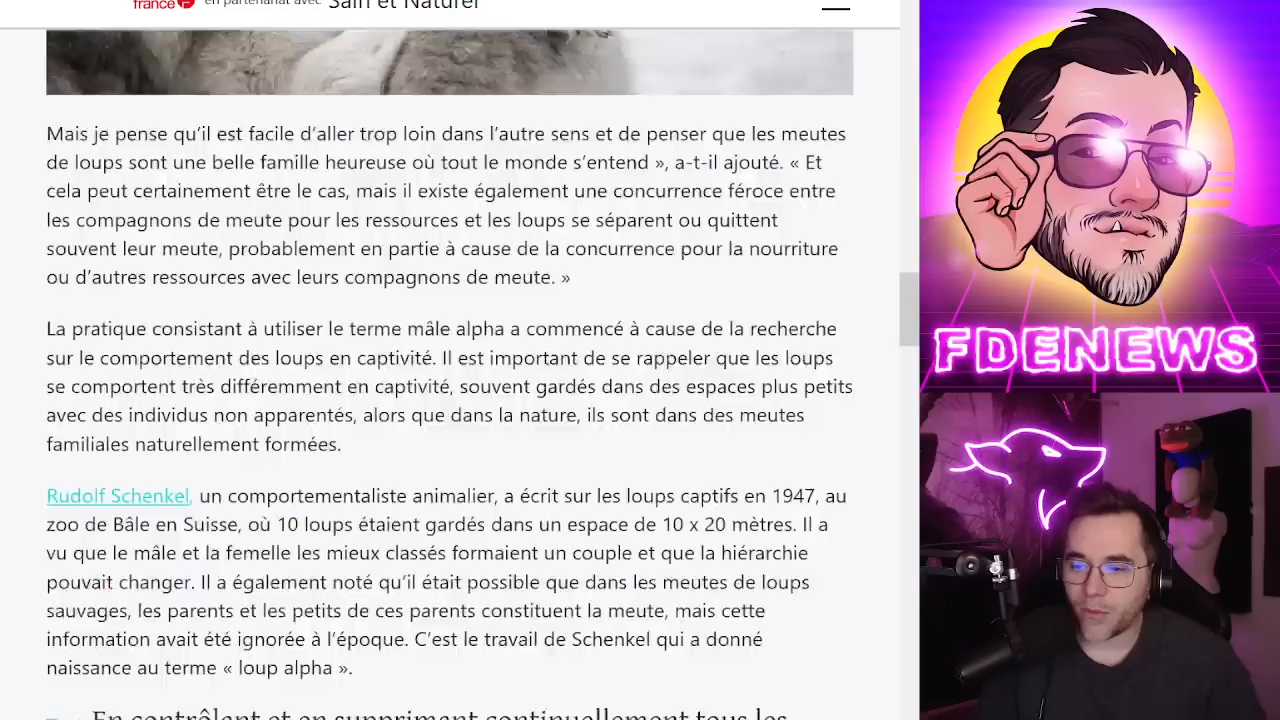 france en partenariat avec Sain et Naturel
Mais je pense qu’il est facile d’aller trop loin dans l’autre sens et de penser que les meutes
de loups sont une belle famille heureuse où tout le monde s’entend », a-t-il ajouté. « Et
cela peut certainement être le cas, mais il existe également une concurrence féroce entre
les compagnons de meute pour les ressources et les loups se séparent ou quittent
souvent leur meute, probablement en partie à cause de la concurrence pour la nourriture
ou d’autres ressources avec leurs compagnons de meute. »
La pratique consistant à utiliser le terme mâle alpha a commencé à cause de la recherche
sur le comportement des loups en captivité. Il est important de se rappeler que les loups
se comportent très différemment en captivité, souvent gardés dans des espaces plus petits
avec des individus non apparentés, alors que dans la nature, ils sont dans des meutes
familiales naturellement formées.
Rudolf Schenkel, un comportementaliste animalier, a écrit sur les loups captifs en 1947, au
zoo de Bâle en Suisse, où 10 loups étaient gardés dans un espace de 10 x 20 mètres. Il a
vu que le mâle et la femelle les mieux classés formaient un couple et que la hiérarchie
pouvait changer. Il a également noté qu’il était possible que dans les meutes de loups
sauvages, les parents et les petits de ces parents constituent la meute, mais cette
information avait été ignorée à l’époque. C’est le travail de Schenkel qui a donné
naissance au terme « loup alpha ».
En contrôlant et en supprimant continuellement tous les
FDENEWS